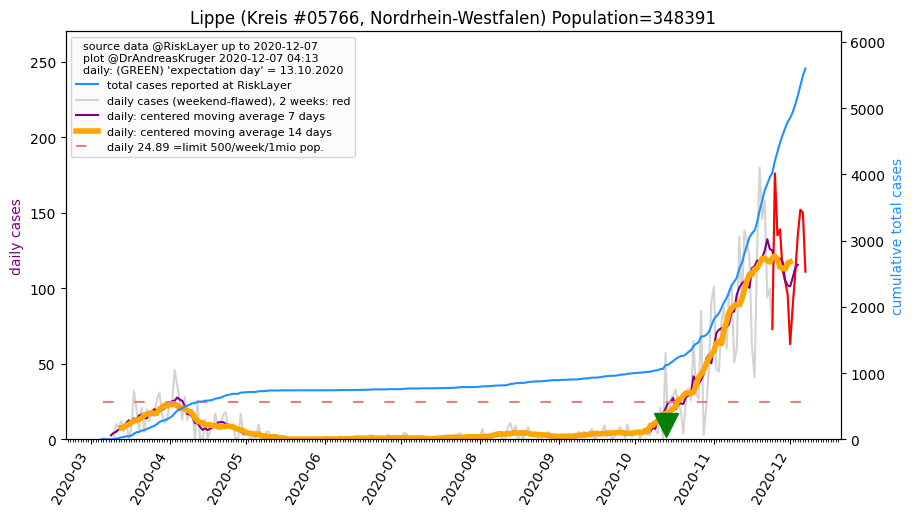 Lippe (Kreis #05766, Nordrhein-Westfalen) Population=348391
source data @RiskLayer up to 2020-12-07
plot @DrAndreasKruger 2020-12-07 04:13
daily: (GREEN) 'expectation day' = 13.10.2020
total cases reported at RiskLayer
daily cases (weekend-flawed), 2 weeks: red
daily: centered moving average 7 days
daily: centered moving average 14 days
daily 24.89 =limit 500/week/1mio pop.
daily cases
250
200
150
100
50
0
cumulative total cases
6000
5000
4000
3000
2000
1000
0
2020-03
2020-04
2020-05
2020-06
2020-07
2020-08
2020-09
2020-10
2020-11
2020-12